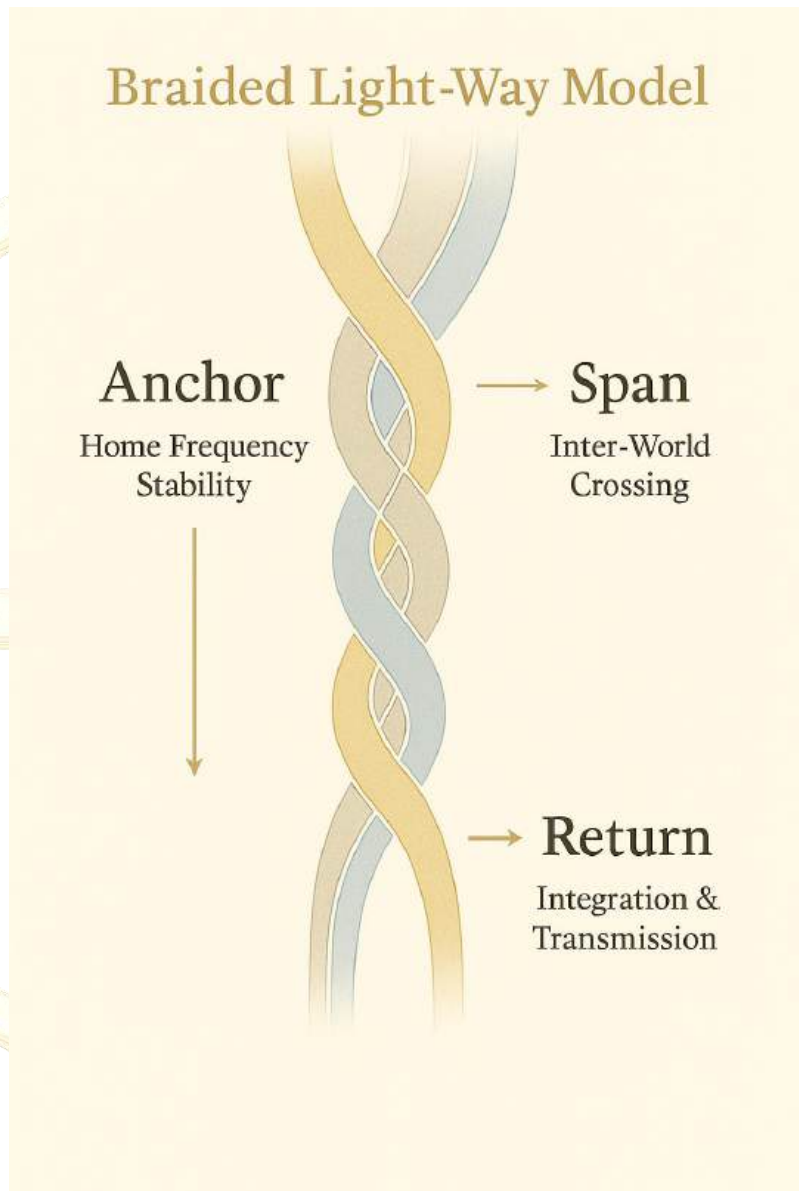 Braided Light-Way Model
Anchor
Home Frequency
Stability
Span
Inter-World
Crossing
Return
Integration &
Transmission